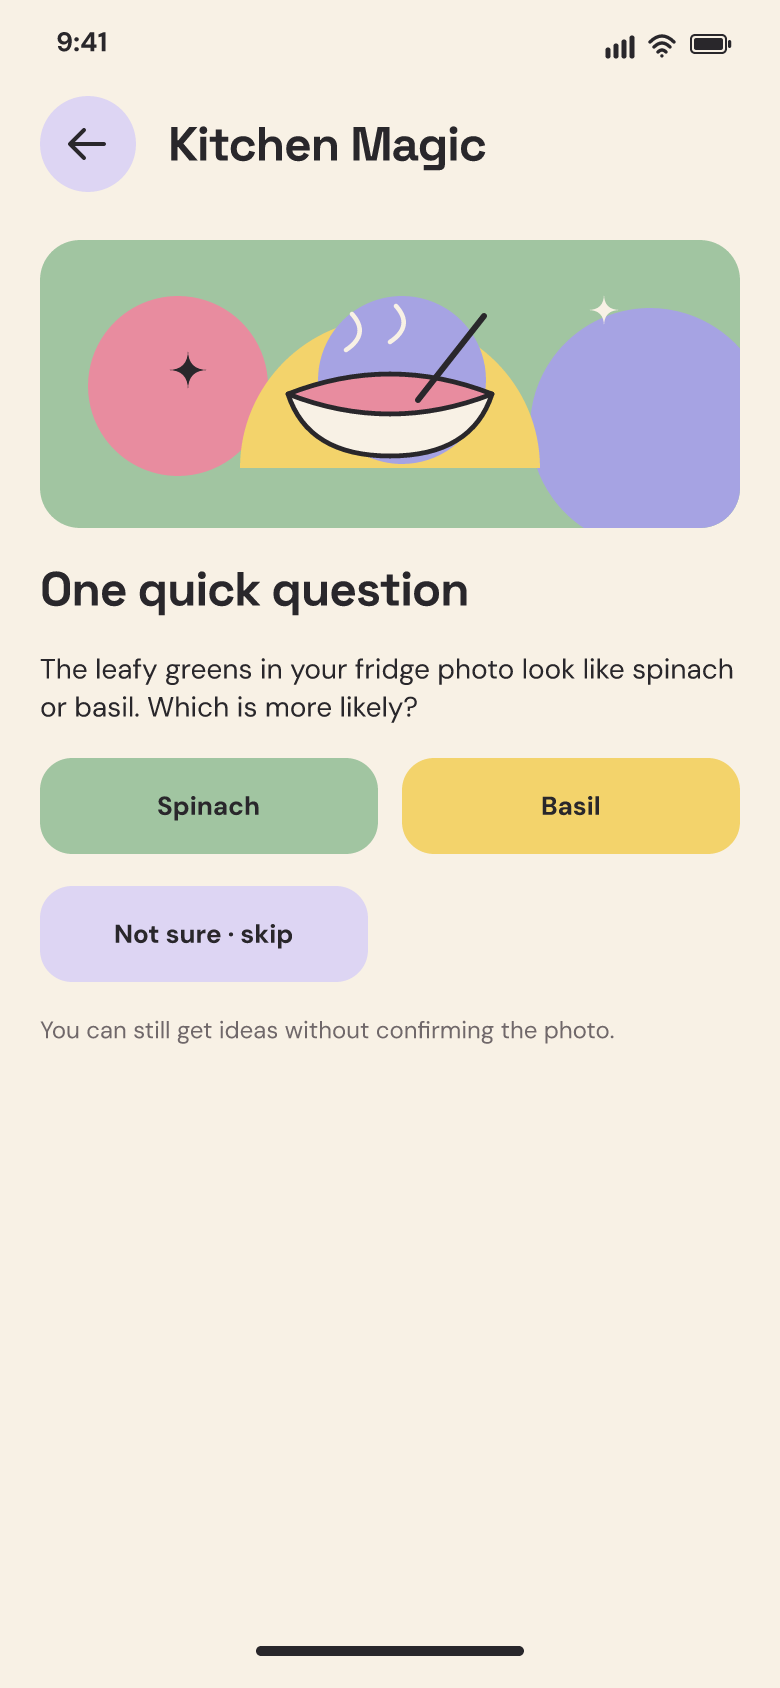 9:41
Kitchen Magic
One quick question
The leafy greens in your fridge photo look like spinach
or basil. Which is more likely?
Spinach
Basil
Not sure · skip
You can still get ideas without confirming the photo.